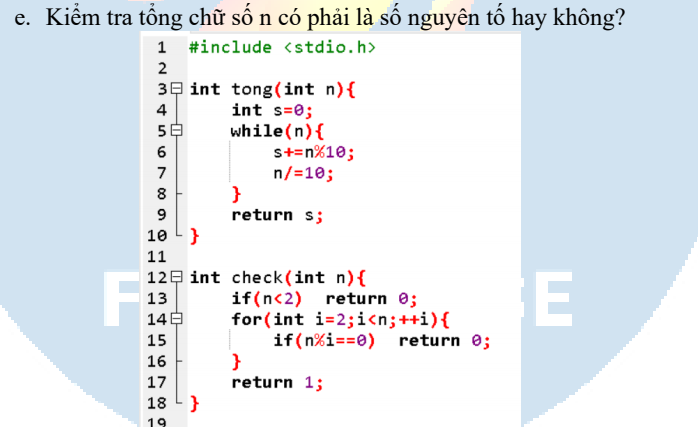 e. Kiểm tra tổng chữ số n có phải là số nguyên tố hay không?
1 #include <stdio.h>
2
3 int tong(int n){
4 int s=0;
5 while(n){
6 s+=n%10;
7 n/=10;
8 }
9 return s;
10 }
11
12 int check(int n){
13 if(n<2) return 0;
14 for(int i=2;i<n;++i){
15 if(n%i==0) return 0;
16 }
17 return 1;
18 }
19